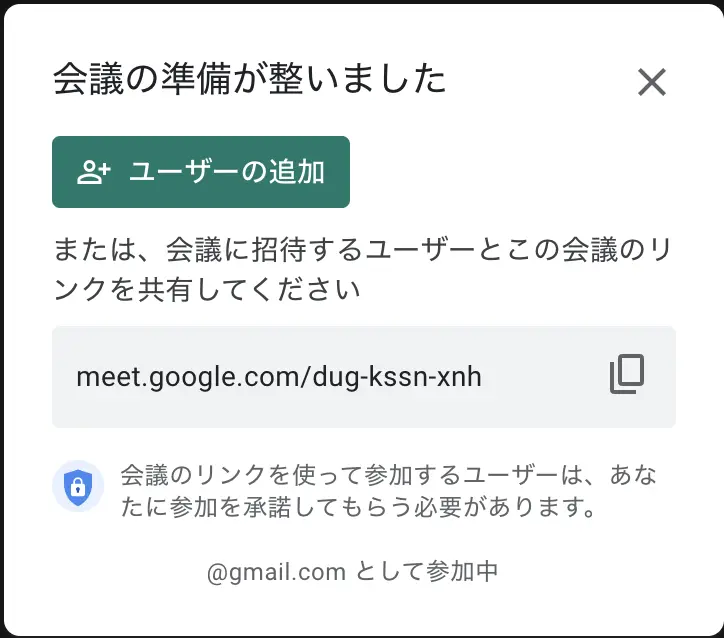 会議の準備が整いました
ユーザーの追加
または、会議に招待するユーザーとこの会議のリ
ンクを共有してください
meet.google.com/dug-kssn-xnh
会議のリンクを使って参加するユーザーは、あな
たに参加を承諾してもらう必要があります。
@gmail.com として参加中